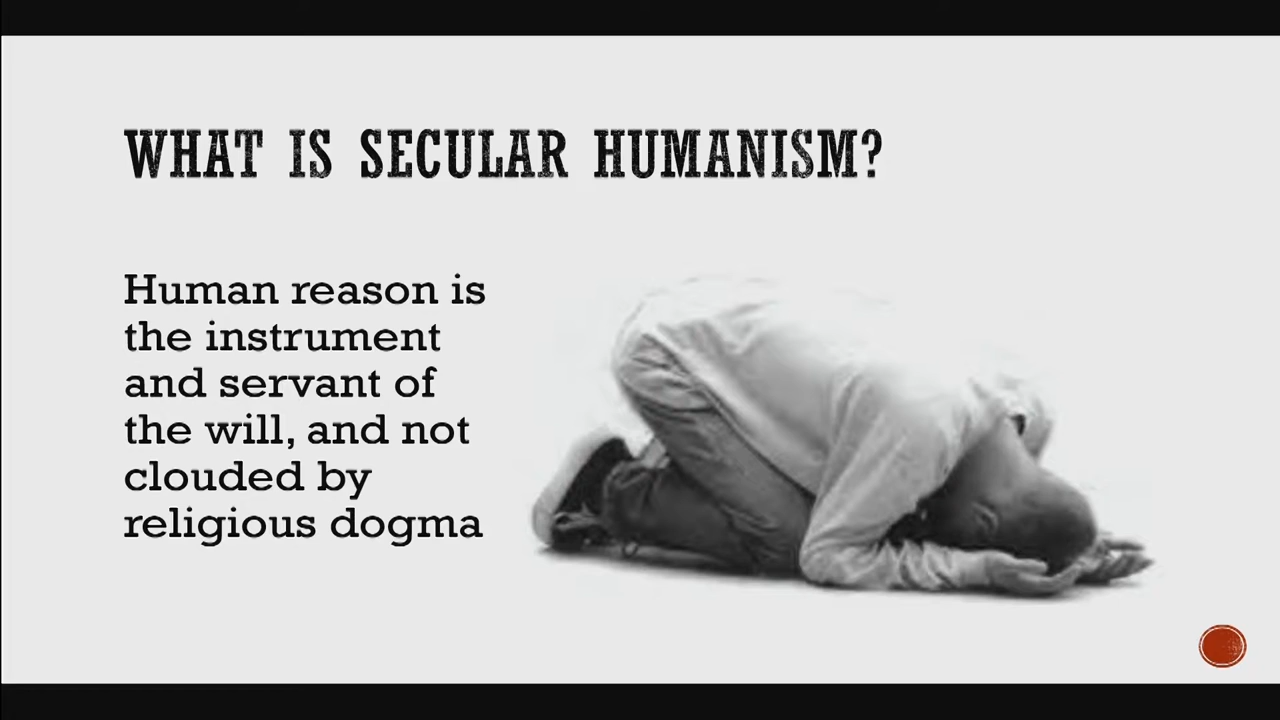 WHAT IS SECULAR HUMANISM?
Human reason is
the instrument
and servant of
the will, and not
clouded by
religious dogma